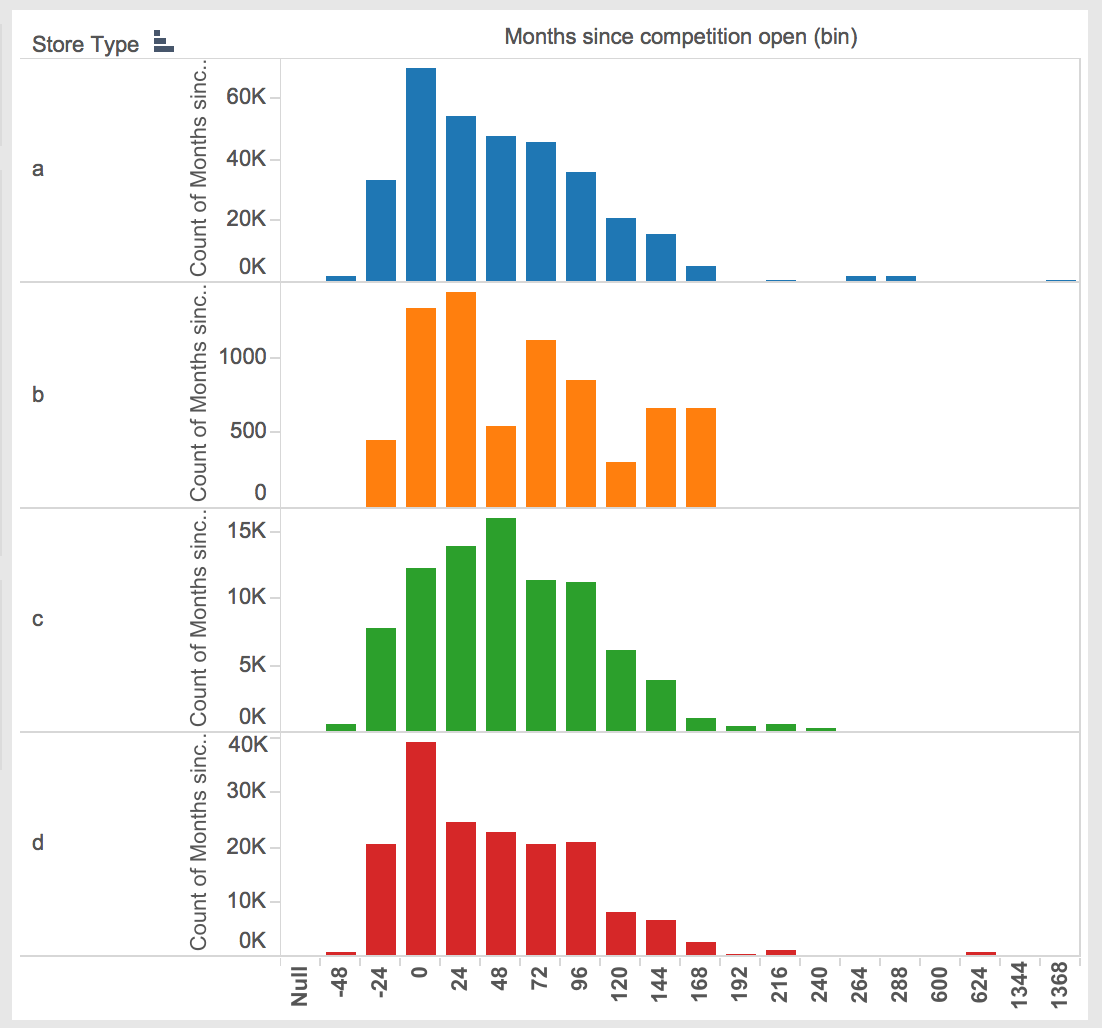 Store Type
Months since competition open (bin)
a
Count of Months sinc..
60K
40K
20K
0K
b
Count of Months sinc..
1000
500
0
c
Count of Months sinc..
15K
10K
5K
0K
d
Count of Months sinc..
40K
30K
20K
10K
0K
Null -48 -24 0 24 48 72 96 120 144 168 192 216 240 264 288 600 624 1344 1368